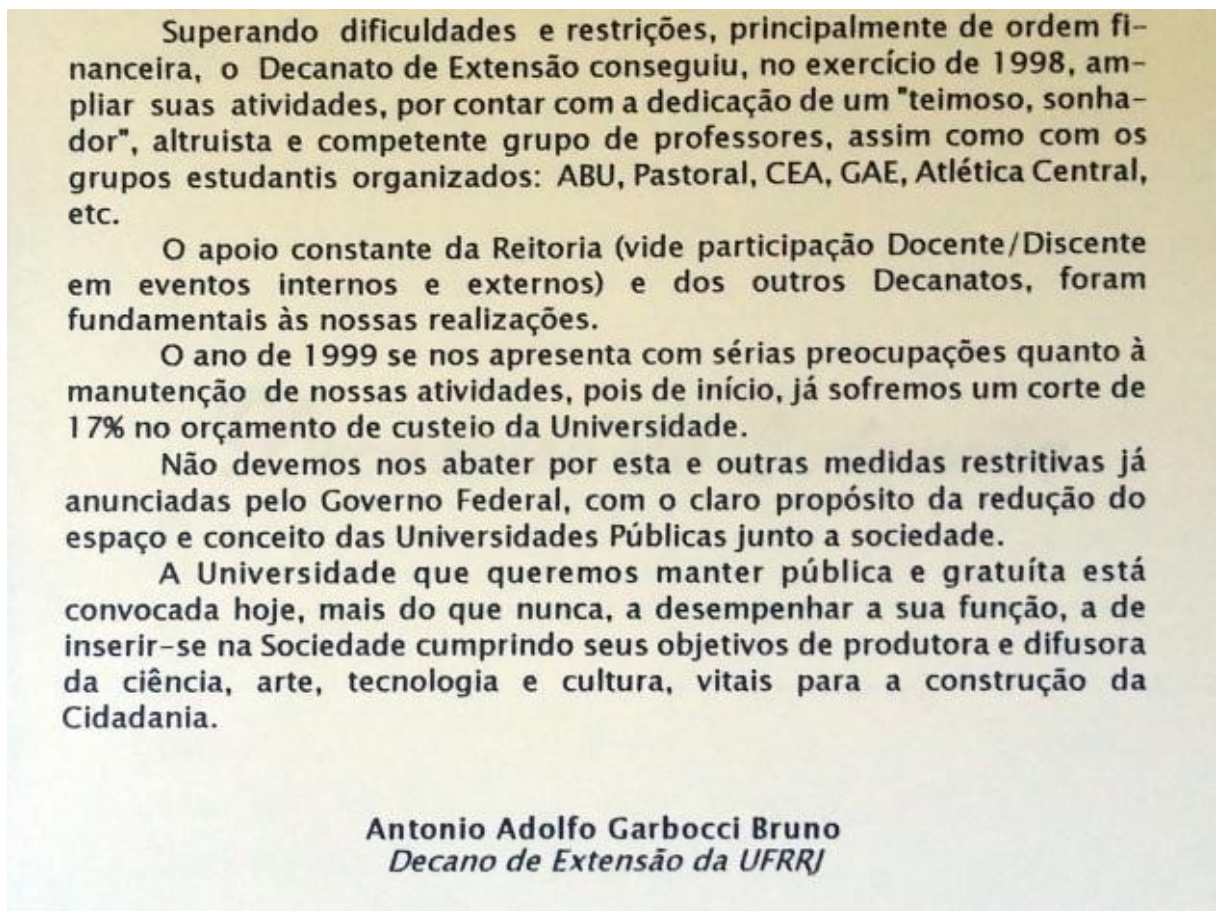 Superando dificuldades e restrições, principalmente de ordem fi-
nanceira, o Decanato de Extensão conseguiu, no exercício de 1998, am-
pliar suas atividades, por contar com a dedicação de um "teimoso, sonha-
dor", altruista e competente grupo de professores, assim como com os
grupos estudantis organizados: ABU, Pastoral, CEA, GAE, Atlética Central,
etc.
O apoio constante da Reitoria (vide participação Docente/Discente
em eventos internos e externos) e dos outros Decanatos, foram
fundamentais às nossas realizações.
O ano de 1999 se nos apresenta com sérias preocupações quanto à
manutenção de nossas atividades, pois de início, já sofremos um corte de
17% no orçamento de custeio da Universidade.
Não devemos nos abater por esta e outras medidas restritivas já
anunciadas pelo Governo Federal, com o claro propósito da redução do
espaço e conceito das Universidades Públicas junto a sociedade.
A Universidade que queremos manter pública e gratuíta está
convocada hoje, mais do que nunca, a desempenhar a sua função, a de
inserir-se na Sociedade cumprindo seus objetivos de produtora e difusora
da ciência, arte, tecnologia e cultura, vitais para a construção da
Cidadania.
Antonio Adolfo Garbocci Bruno
Decano de Extensão da UFRRJ